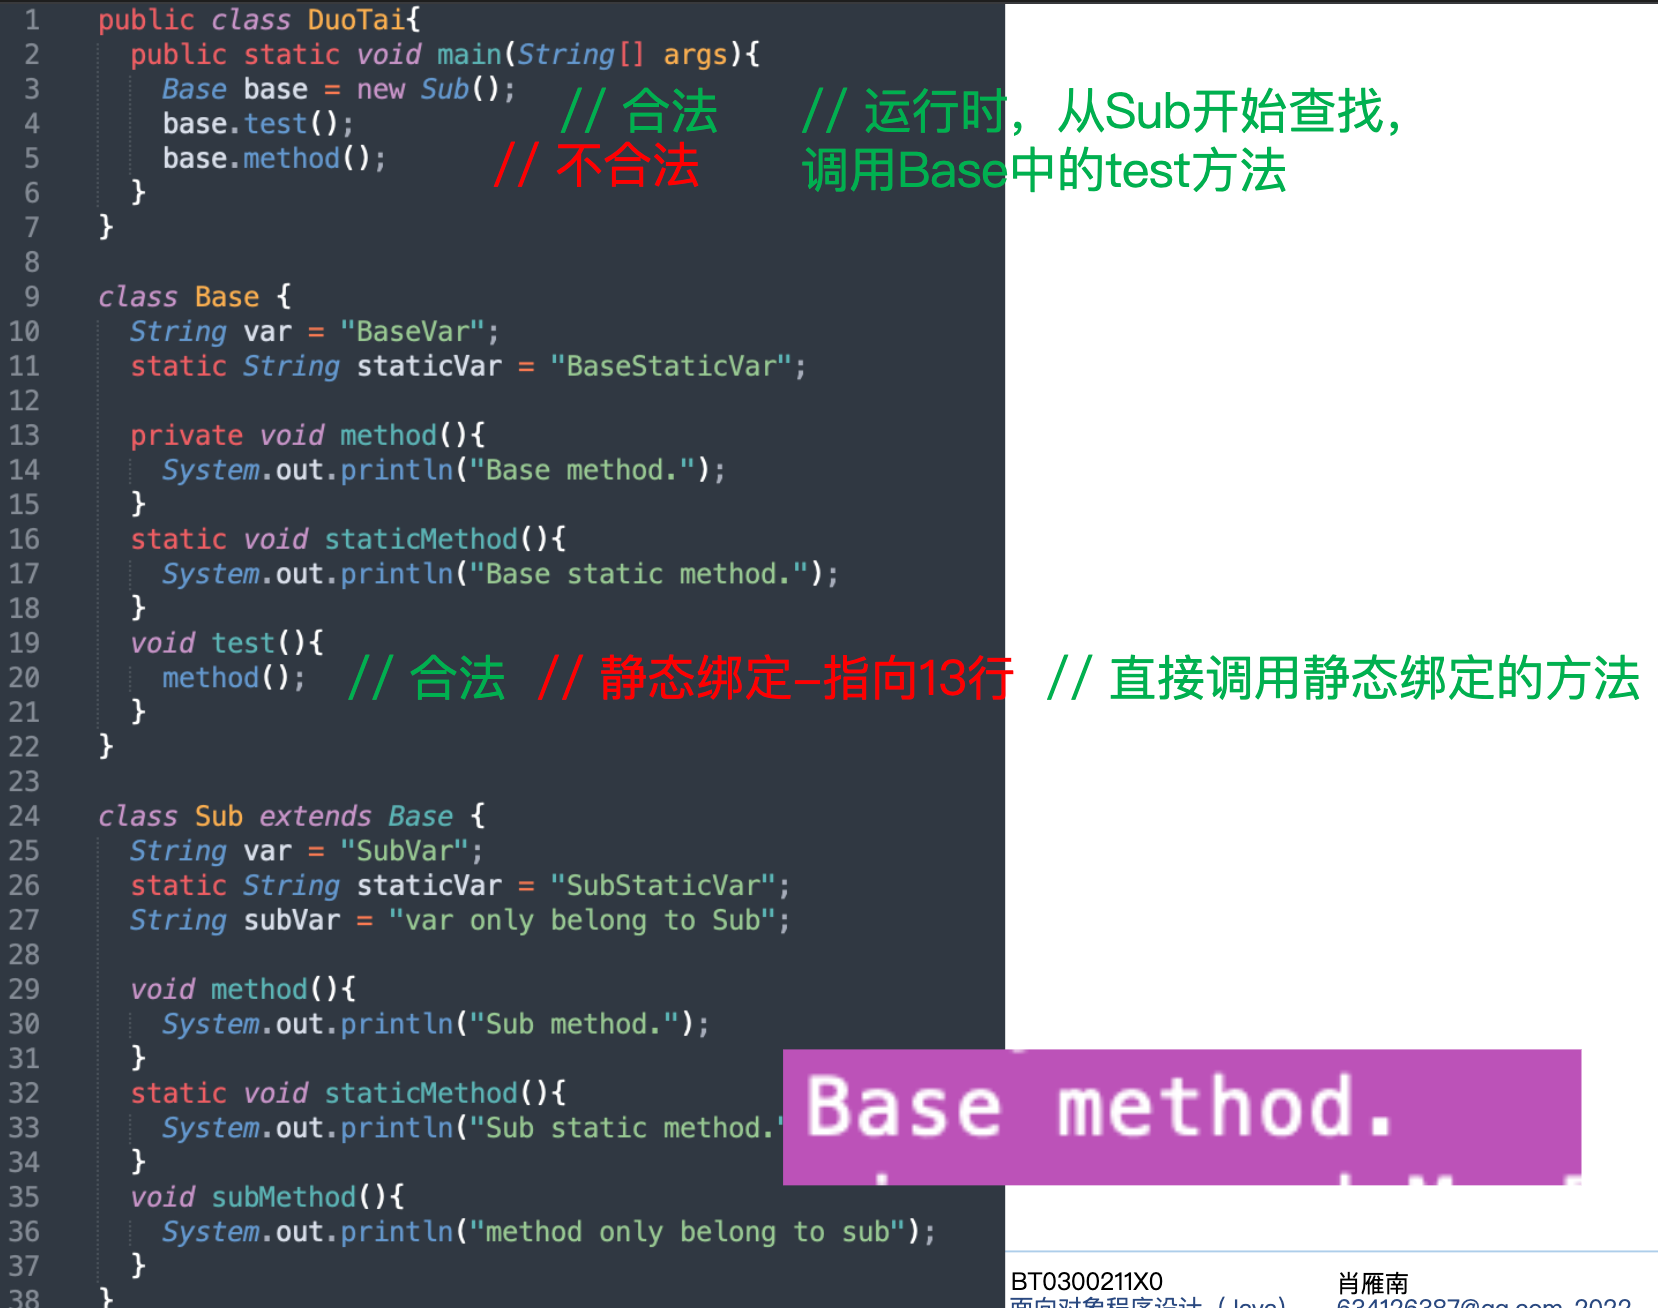 1 public class DuoTai{
2 public static void main(String[] args){
3 Base base = new Sub();
4 base.test(); // 合法 // 运行时，从Sub开始查找，
5 base.method(); // 不合法 调用Base中的test方法
6 }
7 }
8
9 class Base {
10 String var = "BaseVar";
11 static String staticVar = "BaseStaticVar";
12
13 private void method(){
14 System.out.println("Base method.");
15 }
16 static void staticMethod(){
17 System.out.println("Base static method.");
18 }
19 void test(){
20 method(); // 合法 // 静态绑定–指向13行 // 直接调用静态绑定的方法
21 }
22 }
23
24 class Sub extends Base {
25 String var = "SubVar";
26 static String staticVar = "SubStaticVar";
27 String subVar = "var only belong to Sub";
28
29 void method(){
30 System.out.println("Sub method.");
31 }
32 static void staticMethod(){
33 System.out.println("Sub static method."
Base method.
34 }
35 void subMethod(){
36 System.out.println("method only belong to sub");
37 }
38 }
BT0300211X0 肖雁南
面向对象程序设计（Java） 634126387@qq.com 2022